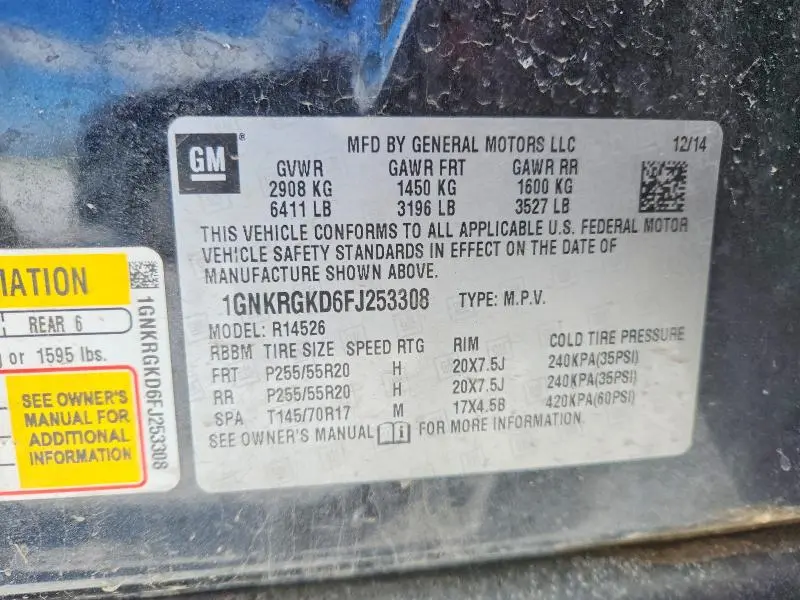 GM
MFD BY GENERAL MOTORS LLC 12/14
GVWR GAWR FRT GAWR RR
2908 KG 1450 KG 1600 KG
6411 LB 3196 LB 3527 LB
THIS VEHICLE CONFORMS TO ALL APPLICABLE U.S. FEDERAL MOTOR
VEHICLE SAFETY STANDARDS IN EFFECT ON THE DATE OF
MANUFACTURE SHOWN ABOVE.
1GNKRGKD6FJ253308 TYPE: M.P.V.
MODEL: R14526
RBBM TIRE SIZE SPEED RTG RIM COLD TIRE PRESSURE
FRT P255/55R20 H 20X7.5J 240KPA(35PSI)
RR P255/55R20 H 20X7.5J 240KPA(35PSI)
SPA T145/70R17 M 17X4.5B 420KPA(60PSI)
SEE OWNER'S MANUAL FOR MORE INFORMATION.
MATION
REAR 6
or 1595 lbs.
SEE OWNER'S
MANUAL FOR
ADDITIONAL
INFORMATION
1GNKRGKD6FJ253308